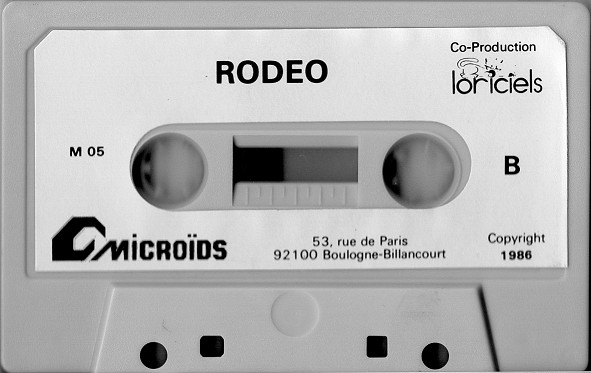 Co-Production
loriciels
RODEO
M 05
B
MICROÏDS
53, rue de Paris
92100 Boulogne-Billancourt
Copyright
1986